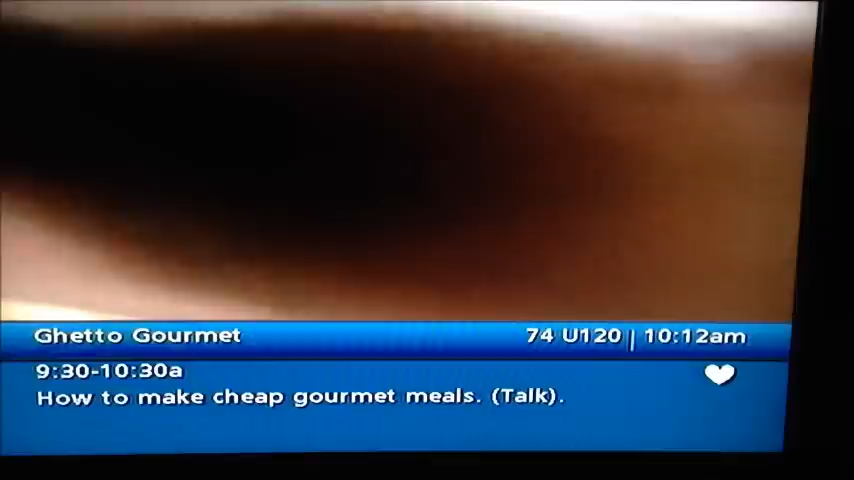 Ghetto Gourmet 74 U120 | 10:12am
9:30-10:30a
How to make cheap gourmet meals. (Talk).